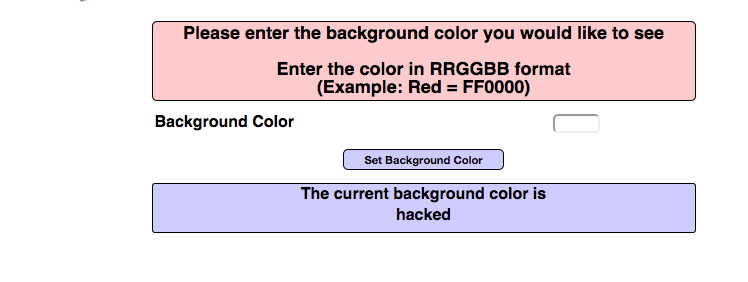 Please enter the background color you would like to see
Enter the color in RRGGBB format
(Example: Red = FF0000)
Background Color
Set Background Color
The current background color is
hacked